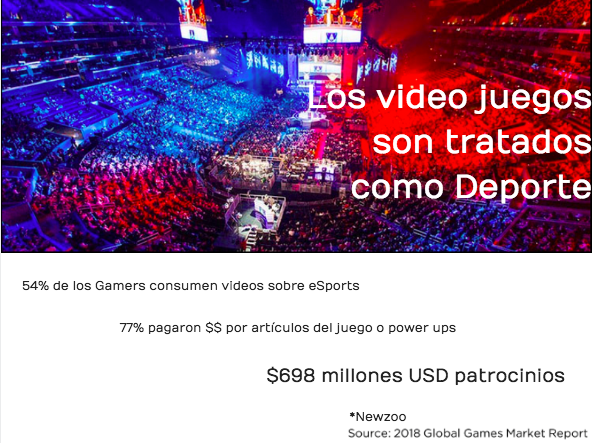 Los video juegos
son tratados
como Deporte
54% de los Gamers consumen videos sobre eSports
77% pagaron $$ por artículos del juego o power ups
$698 millones USD patrocinios
*Newzoo
Source: 2018 Global Games Market Report